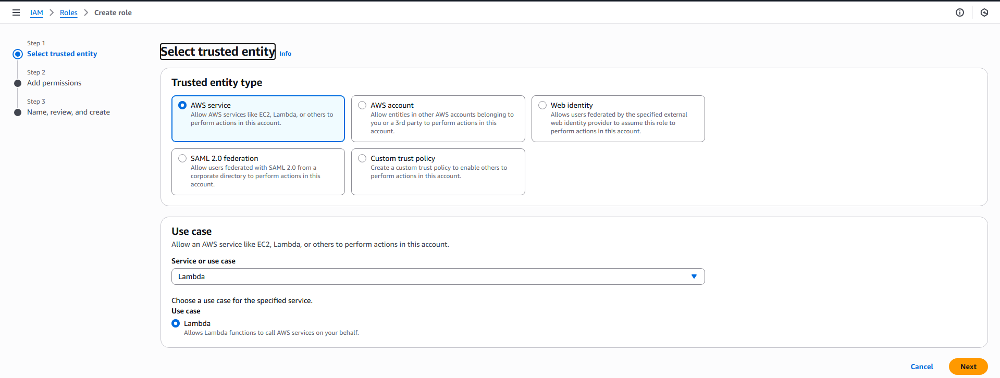 IAM > Roles > Create role
Step 1
Select trusted entity
Step 2
Add permissions
Step 3
Name, review, and create
Select trusted entity Info
Trusted entity type
AWS service
Allow AWS services like EC2, Lambda, or others to
perform actions in this account.
AWS account
Allow entities in other AWS accounts belonging to
you or a 3rd party to perform actions in this
account.
Web identity
Allows users federated by the specified external
web identity provider to assume this role to
perform actions in this account.
SAML 2.0 federation
Allow users federated with SAML 2.0 from a
corporate directory to perform actions in this
account.
Custom trust policy
Create a custom trust policy to enable others to
perform actions in this account.
Use case
Allow an AWS service like EC2, Lambda, or others to perform actions in this account.
Service or use case
Lambda
Choose a use case for the specified service.
Use case
Lambda
Allows Lambda functions to call AWS services on your behalf.
Cancel Next